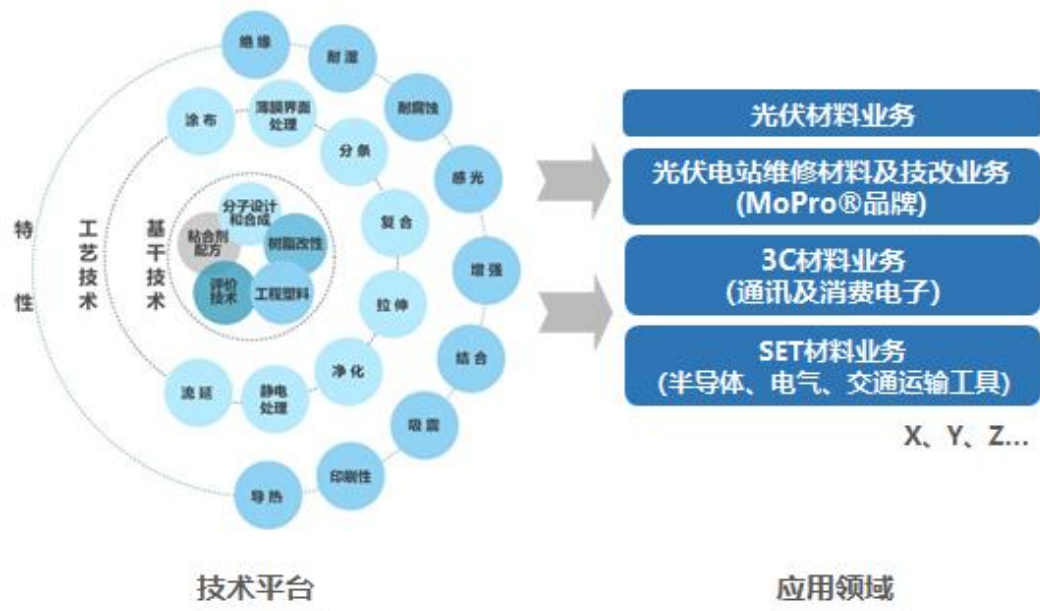 特性
工艺技术
基干技术
绝缘
耐湿
耐腐蚀
感光
增强
结合
吸震
印刷性
导热
涂布
薄膜界面
处理
分条
复合
拉伸
净化
静电
处理
流延
分子设计
和合成
粘合剂
配方
树脂改性
评价
技术
工程塑料
光伏材料业务
光伏电站维修材料及技改业务
(MoPro®品牌)
3C材料业务
(通讯及消费电子)
SET材料业务
(半导体、电气、交通运输工具)
X、Y、Z...
技术平台
应用领域